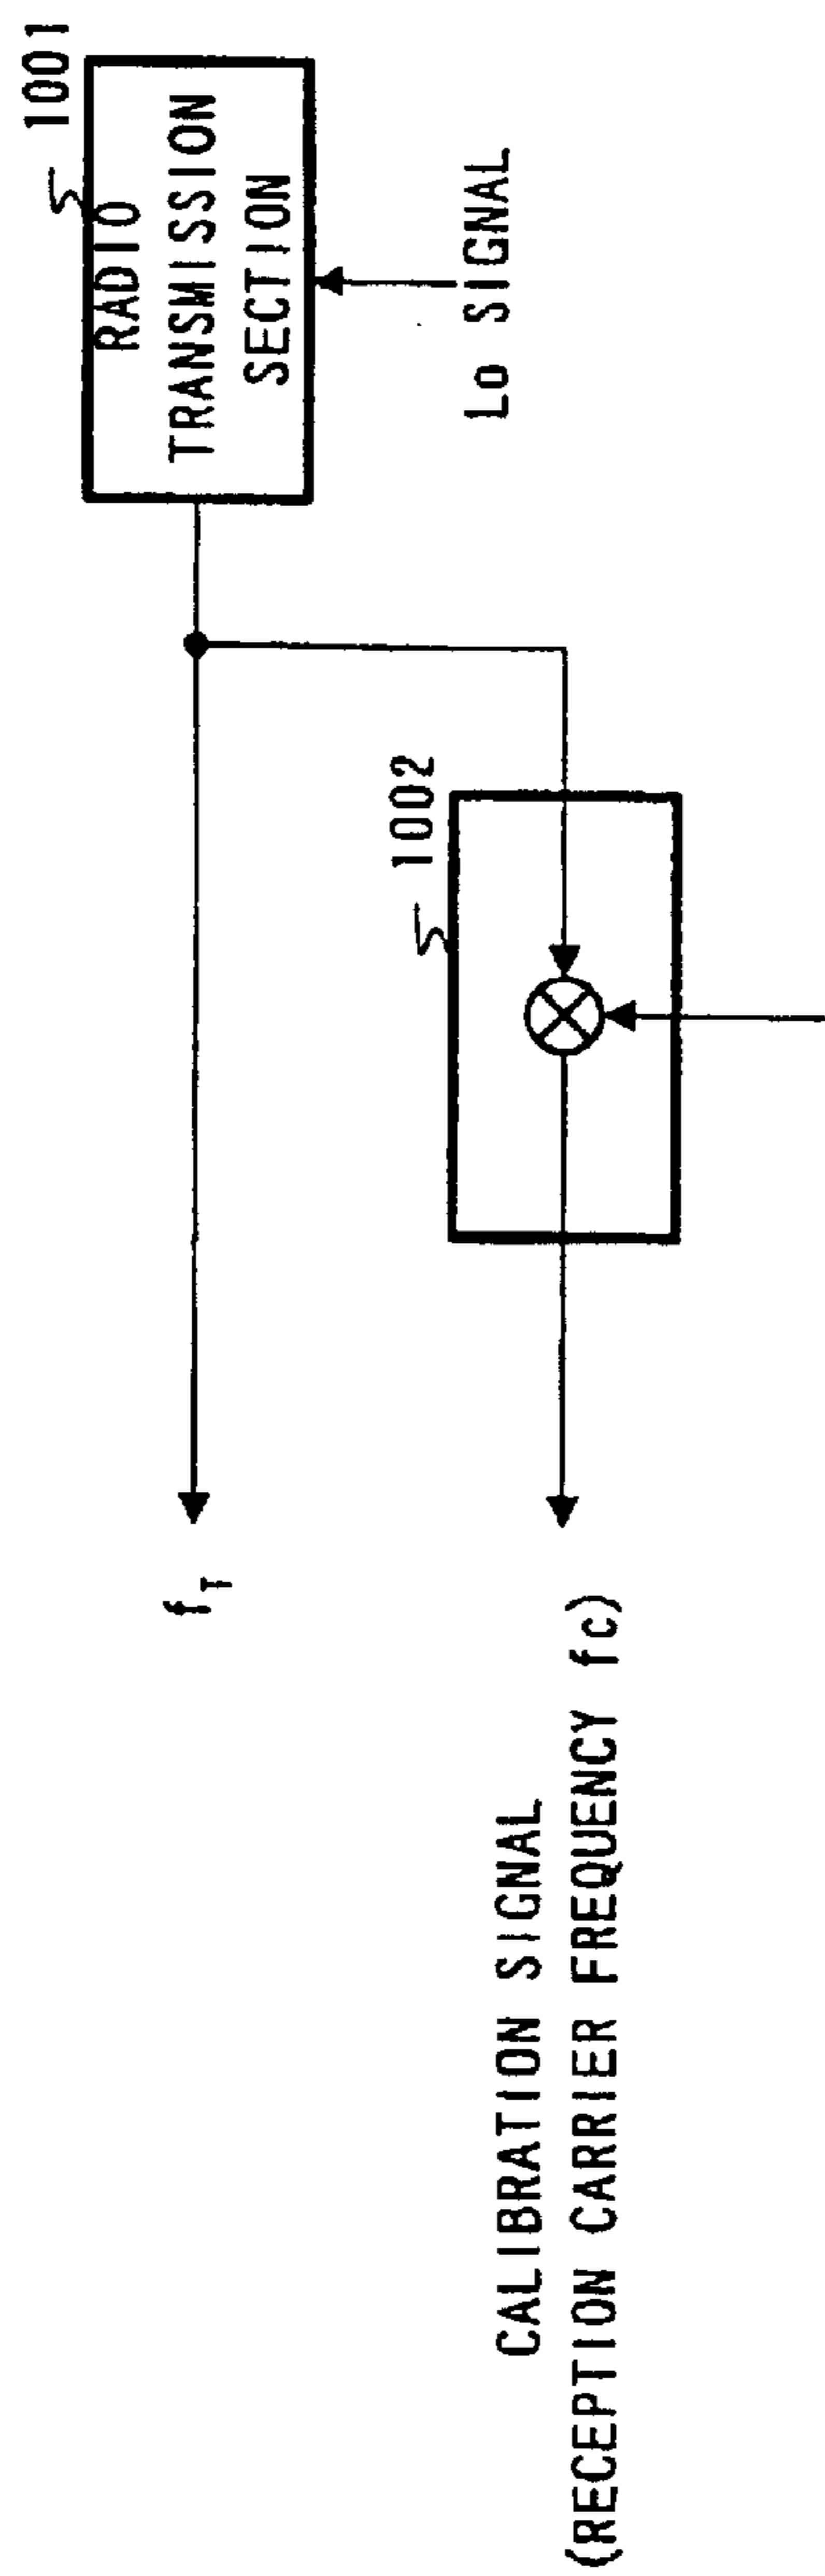 1001
RADIO
TRANSMISSION
SECTION
Lo SIGNAL
1002
fT
CALIBRATION SIGNAL
(RECEPTION CARRIER FREQUENCY fc)